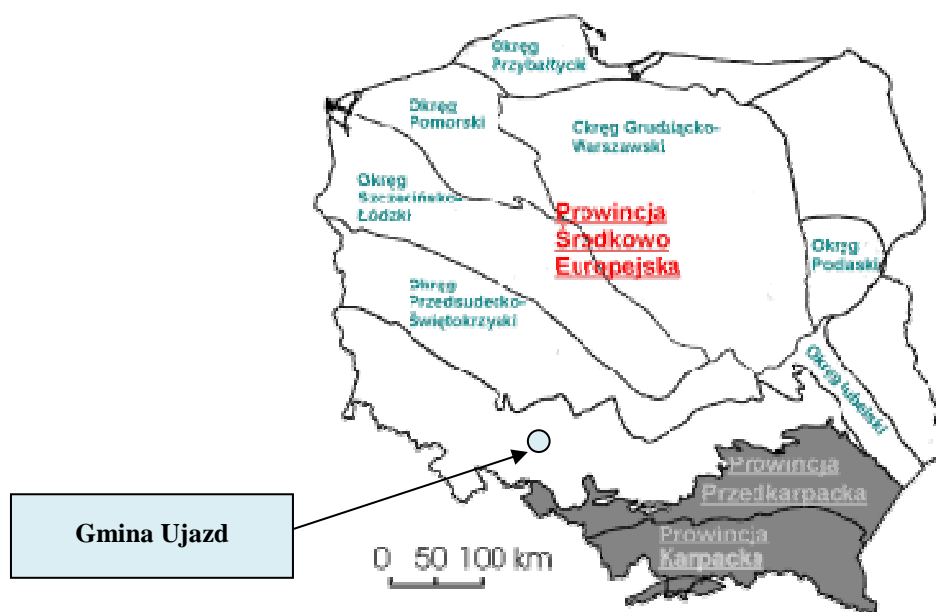 Okręg
Przybałtycki
Okręg
Pomorski
Okręg Grudziącko-
Warszawski
Okręg
Szczecińsko-
Łódzki
Prowincja
Środkowo
Europejska
Okręg
Podlaski
Okręg
Przedsudecko-
Świętokrzyski
Okręg lubelski
Prowincja
Przedkarpacka
Gmina Ujazd
Prowincja
Karpacka
0 50 100 km